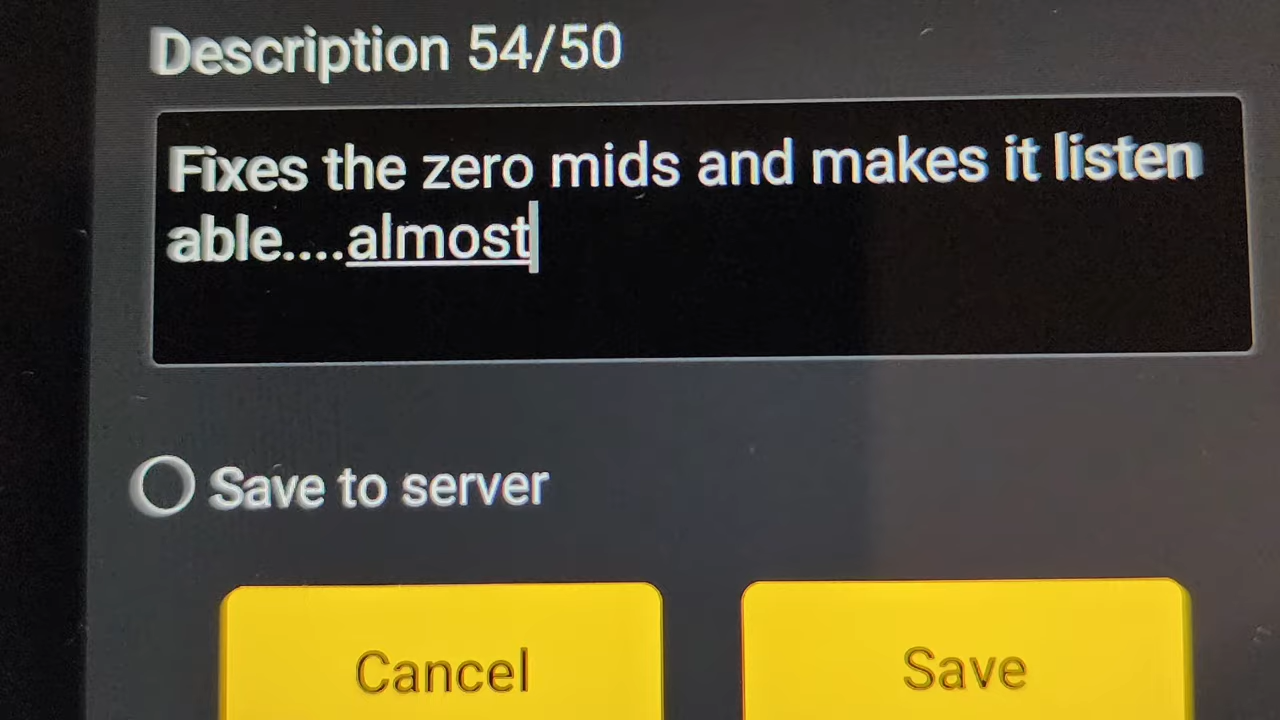 Description 54/50
Fixes the zero mids and makes it listen
able....almost
Save to server
Cancel
Save